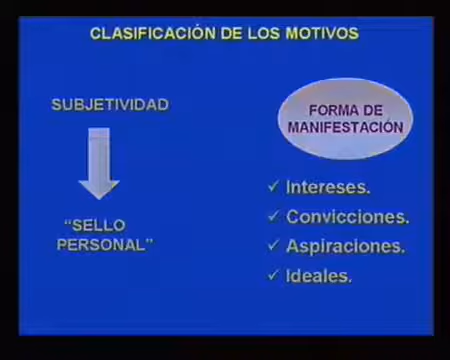 CLASIFICACIÓN DE LOS MOTIVOS
SUBJETIVIDAD
"SELLO
PERSONAL"
FORMA DE
MANIFESTACIÓN
✓ Intereses.
✓ Convicciones.
✓ Aspiraciones.
✓ Ideales.